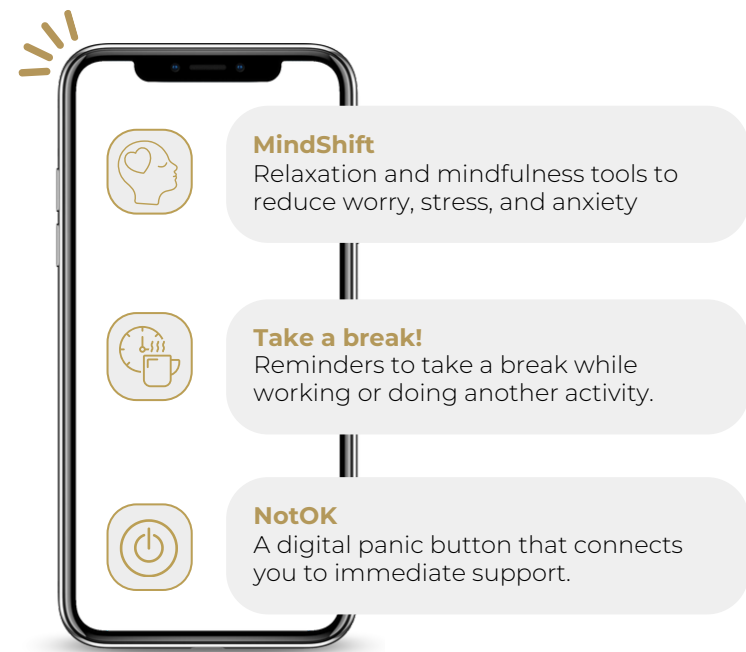 MindShift
Relaxation and mindfulness tools to
reduce worry, stress, and anxiety
Take a break!
Reminders to take a break while
working or doing another activity.
NotOK
A digital panic button that connects
you to immediate support.